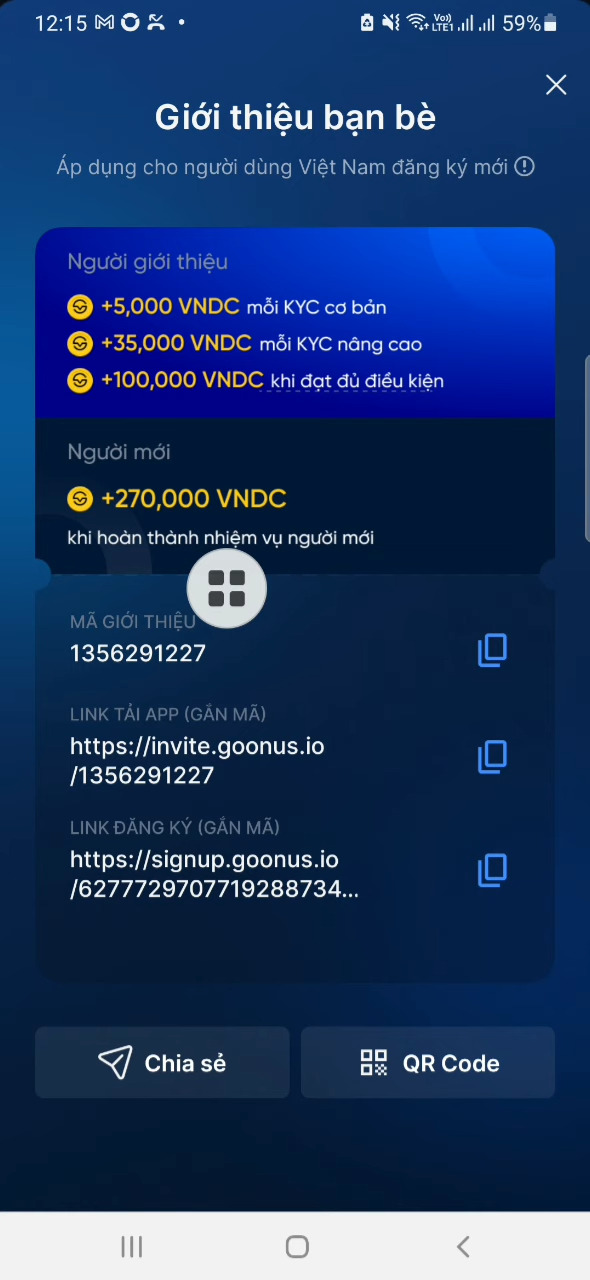 12:15
Vo))
LTE1
59%
Giới thiệu bạn bè
Áp dụng cho người dùng Việt Nam đăng ký mới
Người giới thiệu
+5,000 VNDC mỗi KYC cơ bản
+35,000 VNDC mỗi KYC nâng cao
+100,000 VNDC khi đạt đủ điều kiện
Người mới
+270,000 VNDC
khi hoàn thành nhiệm vụ người mới
MÃ GIỚI THIỆU
1356291227
LINK TẢI APP (GẮN MÃ)
https://invite.goonus.io
/1356291227
LINK ĐĂNG KÝ (GẮN MÃ)
https://signup.goonus.io
/6277729707719288734...
Chia sẻ
QR Code